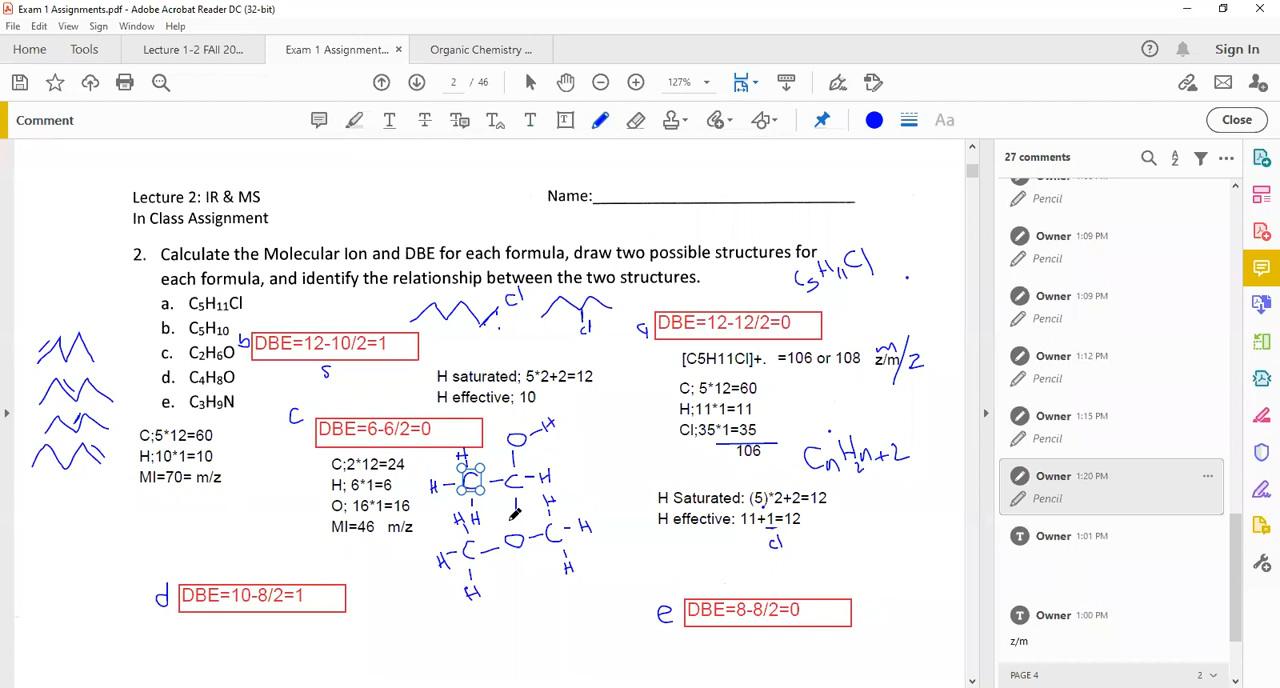 Exam 1 Assignments.pdf - Adobe Acrobat Reader DC (32-bit)
File Edit View Sign Window Help
Home Tools Lecture 1-2 FAll 20... Exam 1 Assignment... × Organic Chemistry ... Sign In
2 / 46 127%
Comment Aa Close
27 comments
Pencil
Owner 1:09 PM
Pencil
Owner 1:09 PM
Pencil
Owner 1:12 PM
Pencil
Owner 1:15 PM
Pencil
Owner 1:20 PM
Pencil
Owner 1:01 PM
Owner 1:00 PM
z/m
PAGE 4 2
Lecture 2: IR & MS Name:
In Class Assignment
2. Calculate the Molecular Ion and DBE for each formula, draw two possible structures for
each formula, and identify the relationship between the two structures.
C5H11Cl
a. C5H11Cl
b. C5H10
c. C2H6O
d. C4H8O
e. C3H9N
Cl
Cl
b DBE=12-10/2=1
5
H saturated; 5*2+2=12
H effective; 10
C;5*12=60
H;10*1=10
MI=70= m/z
a DBE=12-12/2=0
[C5H11Cl]+. =106 or 108 z/m m/z
C; 5*12=60
H;11*1=11
Cl;35*1=35
106
CnH2n+2
H Saturated: (5)*2+2=12
H effective: 11+1=12
Cl
c DBE=6-6/2=0
C;2*12=24
H; 6*1=6
O; 16*1=16
MI=46 m/z
O-H
H
H-C-C-H
H H H
H-C-O-C-H
H H
d DBE=10-8/2=1
e DBE=8-8/2=0